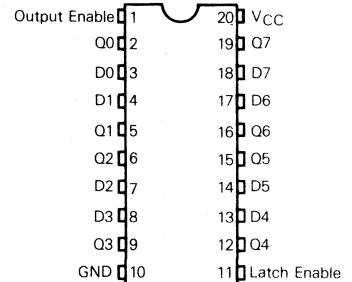 Output Enable 1 20 VCC
Q0 2 19 Q7
D0 3 18 D7
D1 4 17 D6
Q1 5 16 Q6
Q2 6 15 Q5
D2 7 14 D5
D3 8 13 D4
Q3 9 12 Q4
GND 10 11 Latch Enable